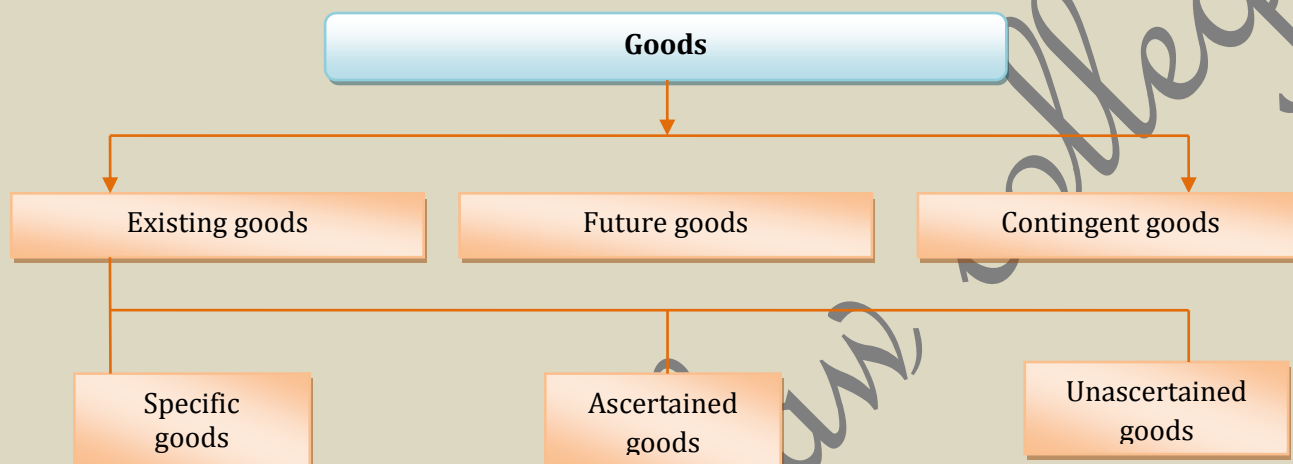 Goods
Existing goods
Future goods
Contingent goods
Specific
goods
Ascertained
goods
Unascertained
goods